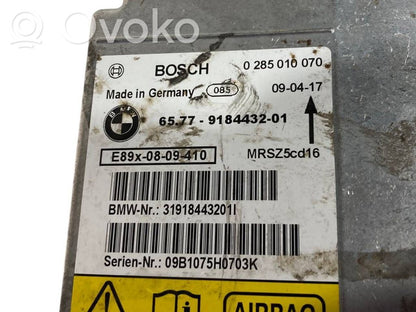 Ovoko
BOSCH 0 285 010 070
Made in Germany 085 09-04-17
BMW 65.77 - 9184432-01
E89x-08-09-410 MRSZ5cd16
BMW-Nr.: 31918443201I
Serien-Nr.: 09B1075H0703K
AIRBAG